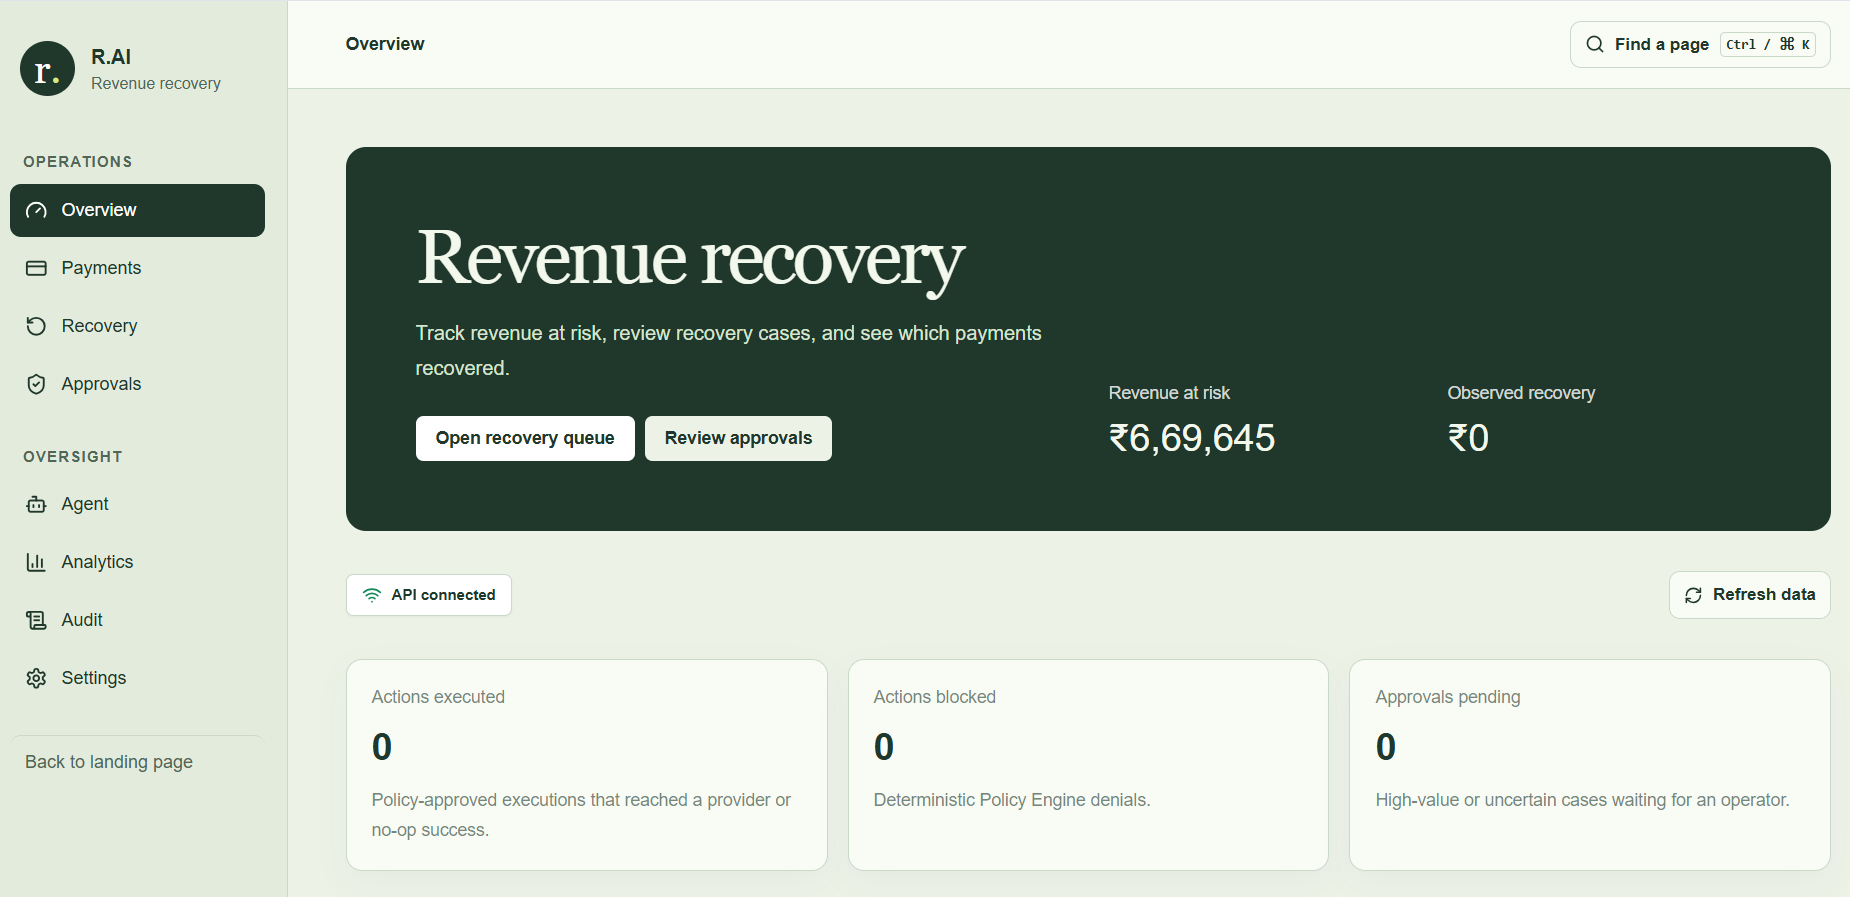 r.
R.AI
Revenue recovery
OPERATIONS
Overview
Payments
Recovery
Approvals
OVERSIGHT
Agent
Analytics
Audit
Settings
Back to landing page
Overview
Find a page Ctrl / ⌘ K
Revenue recovery
Track revenue at risk, review recovery cases, and see which payments
recovered.
Open recovery queue Review approvals
Revenue at risk
₹6,69,645
Observed recovery
₹0
API connected
Refresh data
Actions executed
0
Policy-approved executions that reached a provider or
no-op success.
Actions blocked
0
Deterministic Policy Engine denials.
Approvals pending
0
High-value or uncertain cases waiting for an operator.